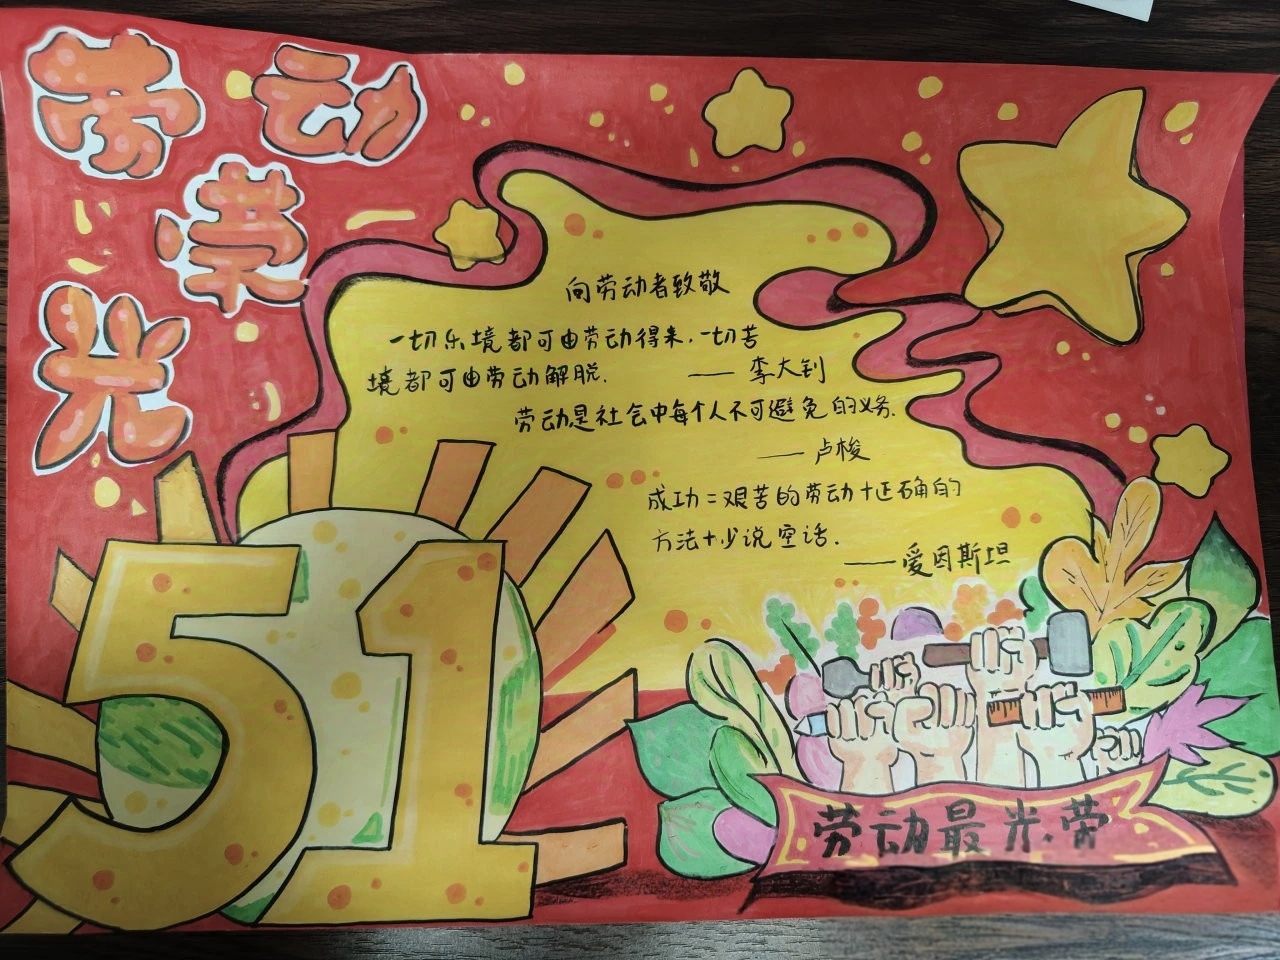 劳动
荣
光
向劳动者致敬
一切乐境都可由劳动得来,一切苦
境都可由劳动解脱.
——李大钊
劳动是社会中每个人不可避免的义务.
——卢梭
成功=艰苦的劳动+正确的
方法+少说空话.
——爱因斯坦
51
劳动最光荣